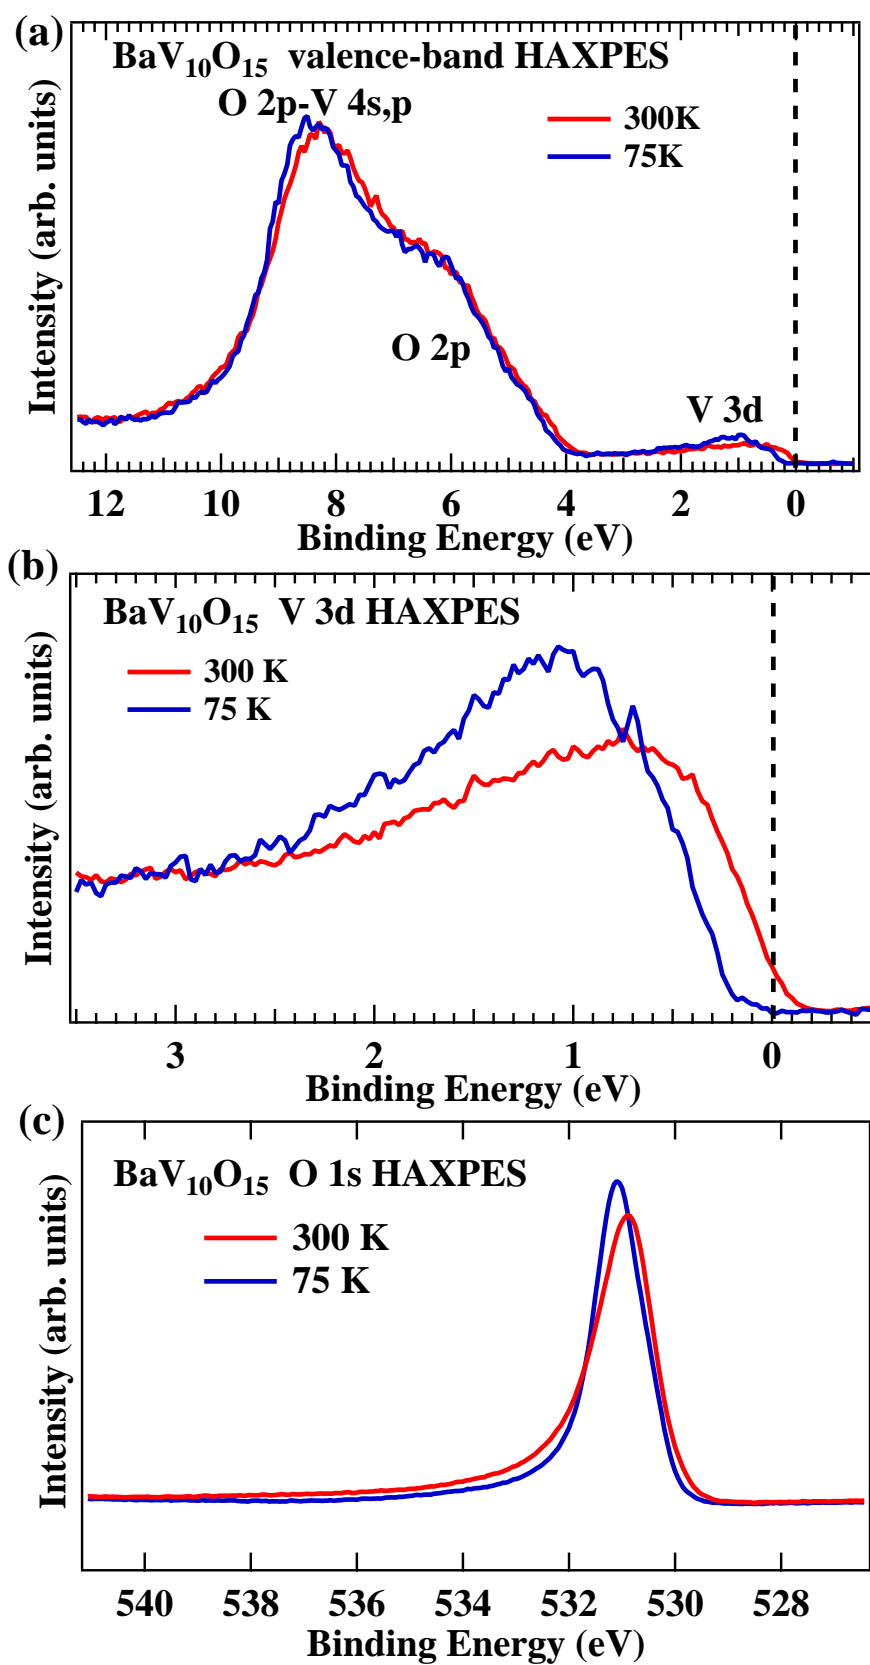 (a)
BaV₁₀O₁₅ valence-band HAXPES
O 2p-V 4s,p
300K
75K
O 2p
V 3d
Intensity (arb. units)
12 10 8 6 4 2 0
Binding Energy (eV)
(b)
BaV₁₀O₁₅ V 3d HAXPES
300 K
75 K
Intensity (arb. units)
3 2 1 0
Binding Energy (eV)
(c)
BaV₁₀O₁₅ O 1s HAXPES
300 K
75 K
Intensity (arb. units)
540 538 536 534 532 530 528
Binding Energy (eV)